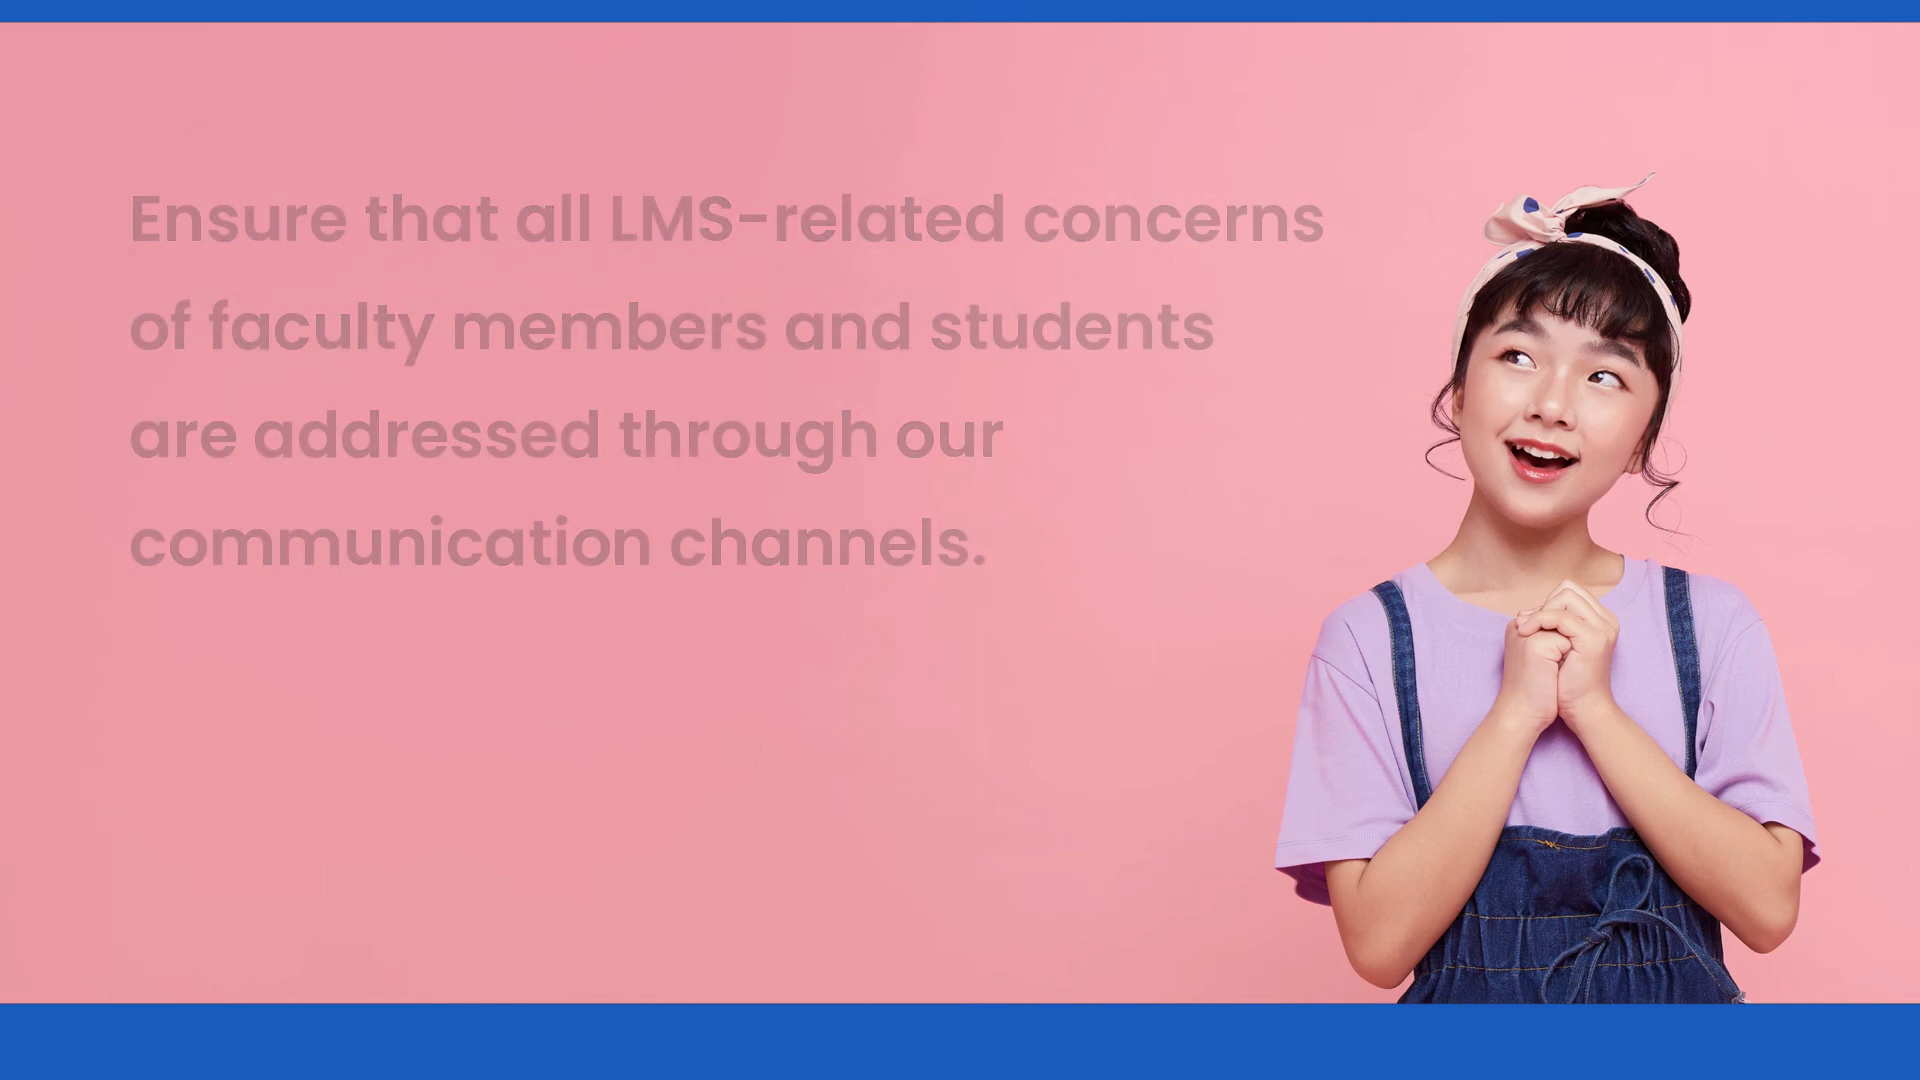 Ensure that all LMS-related concerns
of faculty members and students
are addressed through our
communication channels.